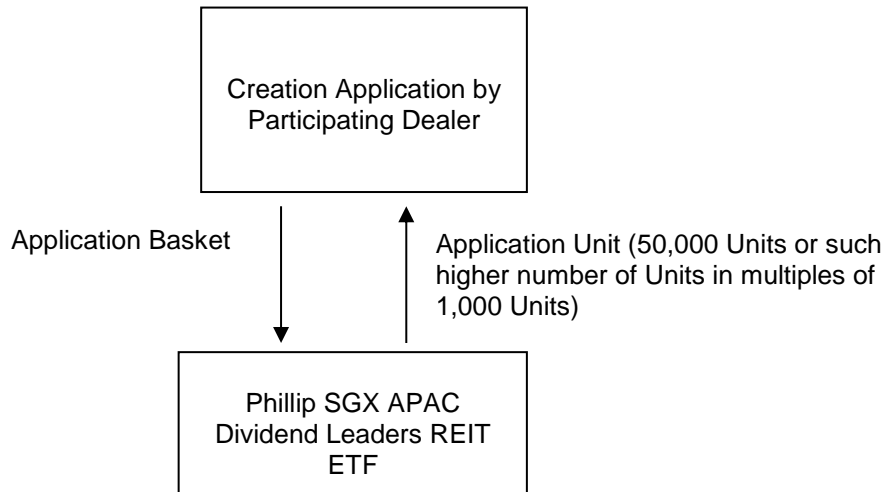 Creation Application by
Participating Dealer
Application Basket
Application Unit (50,000 Units or such
higher number of Units in multiples of
1,000 Units)
Phillip SGX APAC
Dividend Leaders REIT
ETF